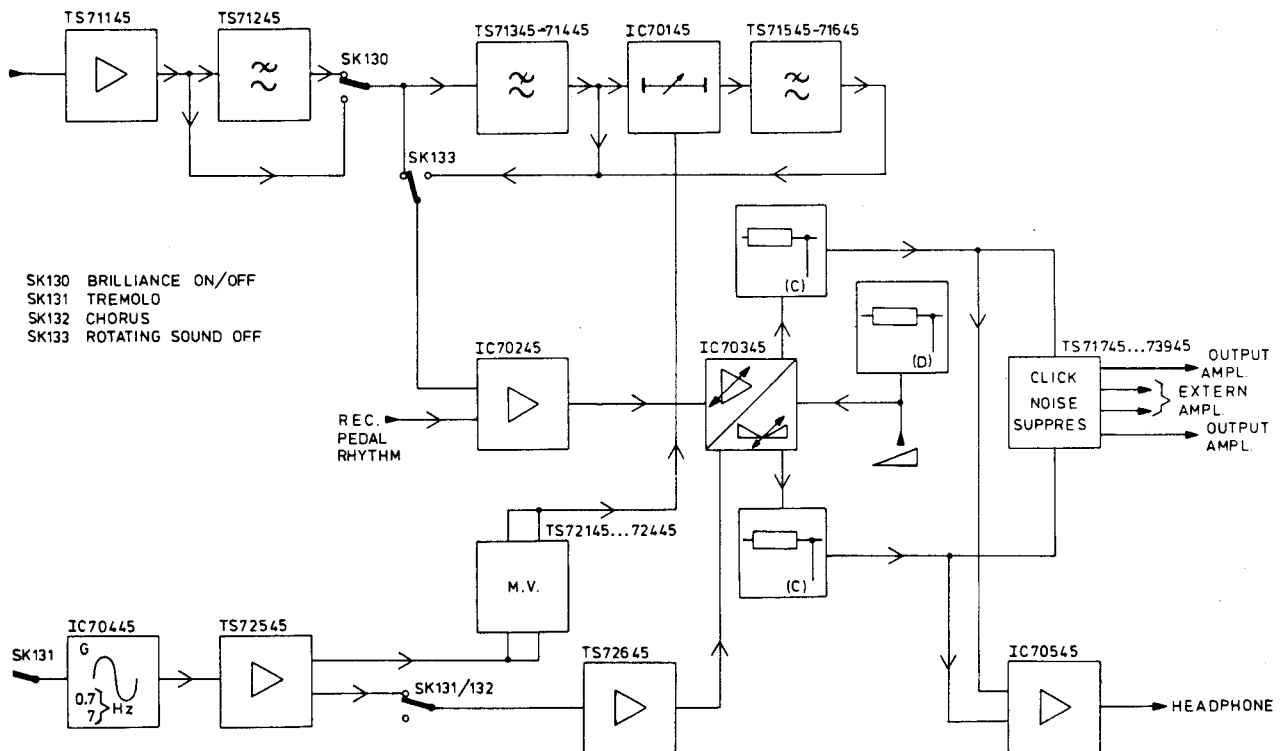 TS71145
TS71245
SK130
TS71345-71445
IC70145
TS71545-71645
SK133
SK130 BRILLIANCE ON/OFF
SK131 TREMOLO
SK132 CHORUS
SK133 ROTATING SOUND OFF
(C)
(D)
IC70245
IC70345
TS71745...73945
CLICK
NOISE
SUPPRES
OUTPUT
AMPL.
EXTERN
AMPL.
OUTPUT
AMPL.
REC.
PEDAL
RHYTHM
TS72145...72445
M.V.
(C)
SK131
IC70445
G
0.7
7
Hz
TS72545
SK131/132
TS72645
IC70545
HEADPHONE